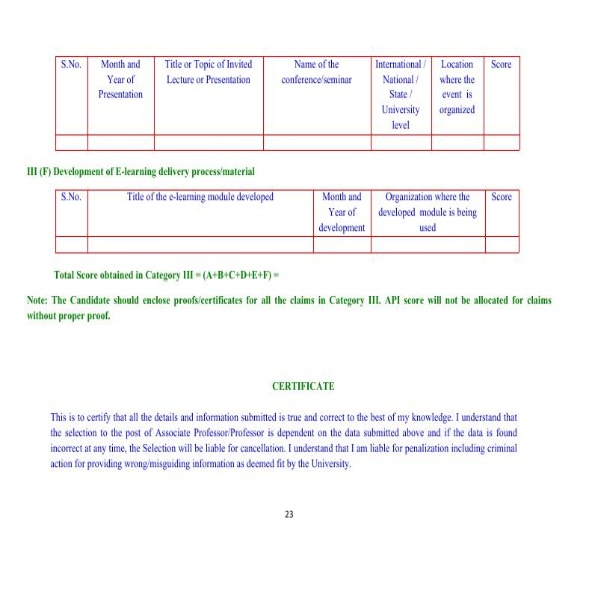 S.No. Month and Title or Topic of Invited Name of the International / Location Score
Year of Lecture or Presentation conference/seminar National / where the
Presentation State / event is
University organized
level
III (F) Development of E-learning delivery process/material
S.No. Title of the e-learning module developed Month and Organization where the Score
Year of developed module is being
development used
Total Score obtained in Category III = (A+B+C+D+E+F) =
Note: The Candidate should enclose proofs/certificates for all the claims in Category III. API score will not be allocated for claims
without proper proof.
CERTIFICATE
This is to certify that all the details and information submitted is true and correct to the best of my knowledge. I understand that
the selection to the post of Associate Professor/Professor is dependent on the data submitted above and if the data is found
incorrect at any time, the Selection will be liable for cancellation. I understand that I am liable for penalization including criminal
action for providing wrong/misguiding information as deemed fit by the University.
23